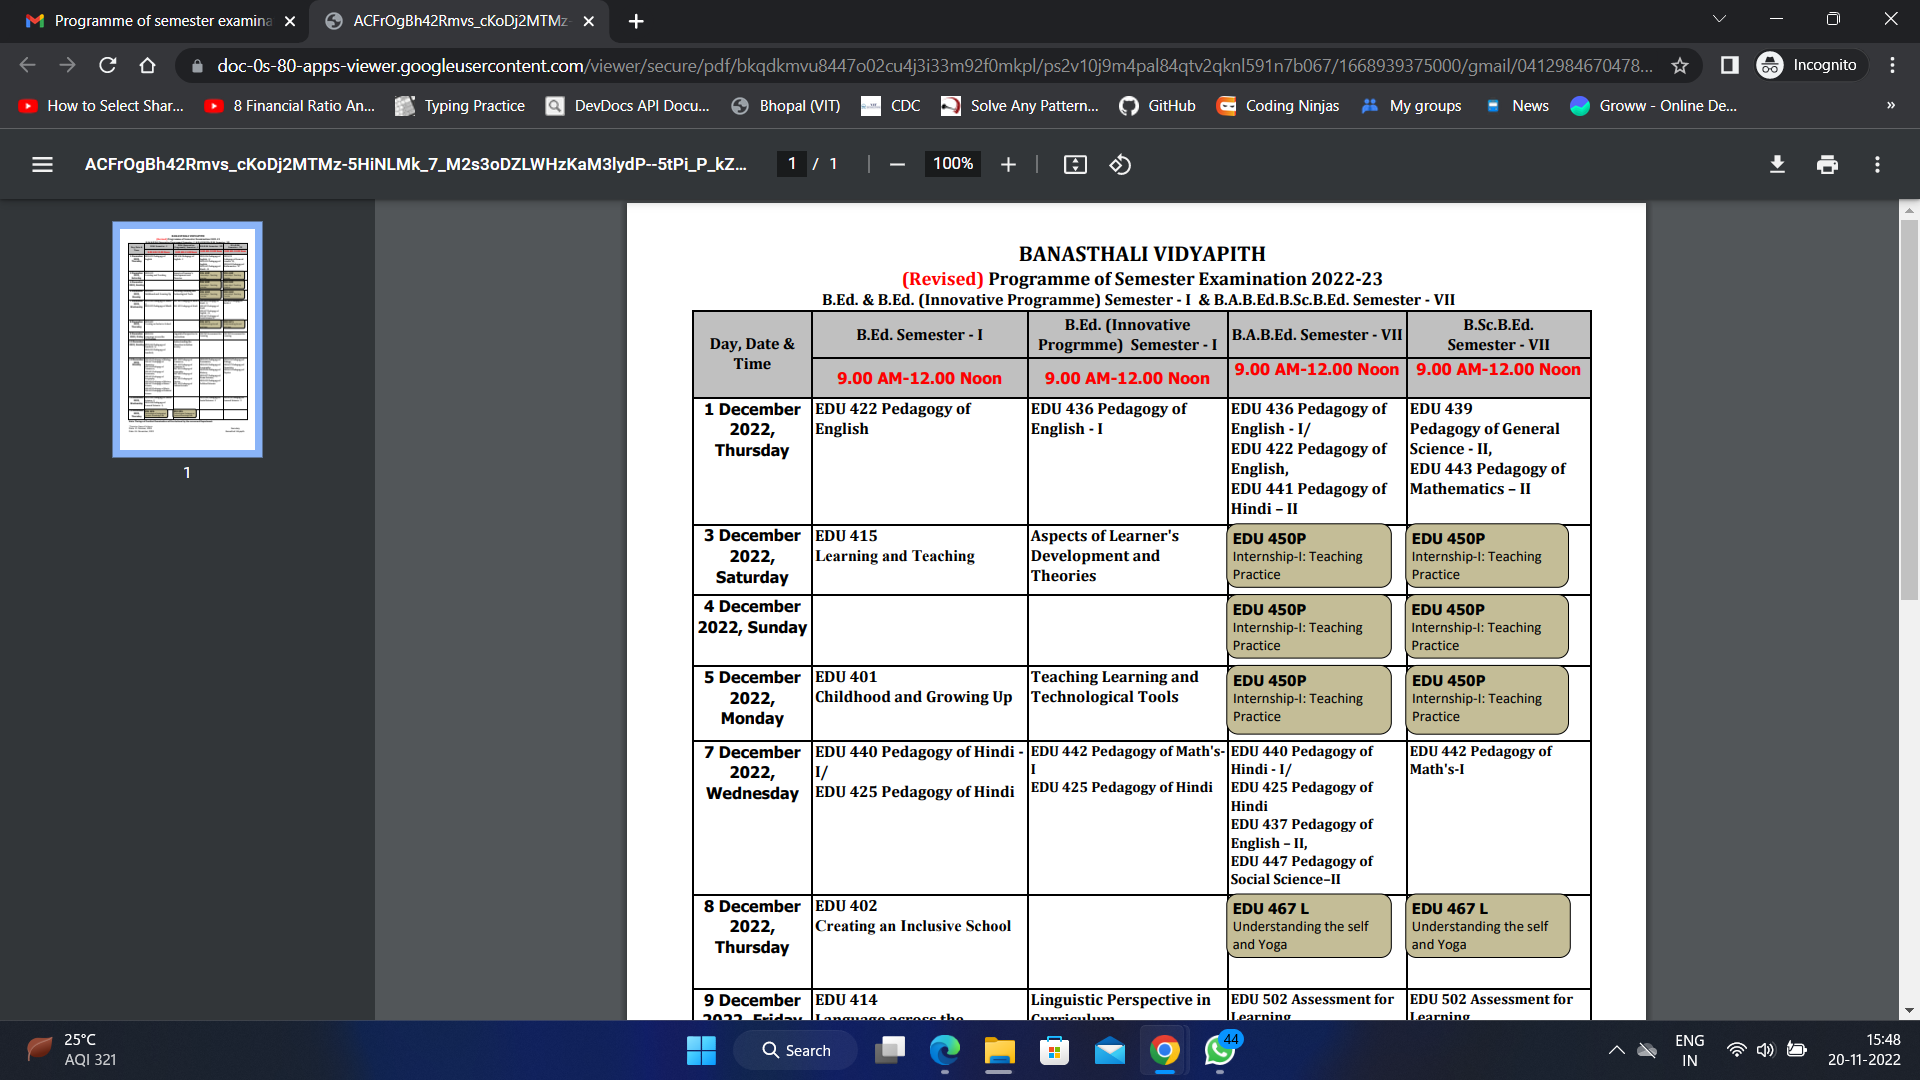 Programme of semester examina
ACFrOgBh42Rmvs_cKoDj2MTMz-
doc-0s-80-apps-viewer.googleusercontent.com/viewer/secure/pdf/bkqdkmvu8447o02cu4j3i33m92f0mkpl/ps2v10j9m4pal84qtv2qknl591n7b067/1668939375000/gmail/0412984670478...
Incognito
How to Select Shar...
8 Financial Ratio An...
Typing Practice
DevDocs API Docu...
Bhopal (VIT)
CDC
Solve Any Pattern...
GitHub
Coding Ninjas
My groups
News
Groww - Online De...
»
ACFrOgBh42Rmvs_cKoDj2MTMz-5HiNLMk_7_M2s3oDZLWHzKaM3lydP--5tPi_P_kZ...
1 / 1
100%
1
BANASTHALI VIDYAPITH
(Revised) Programme of Semester Examination 2022-23
B.Ed. & B.Ed. (Innovative Programme) Semester - I & B.A.B.Ed.B.Sc.B.Ed. Semester - VII
Day, Date &
Time
B.Ed. Semester - I
B.Ed. (Innovative
Progrmme) Semester - I
B.A.B.Ed. Semester - VII
B.Sc.B.Ed.
Semester - VII
9.00 AM-12.00 Noon
9.00 AM-12.00 Noon
9.00 AM-12.00 Noon
9.00 AM-12.00 Noon
1 December
2022,
Thursday
EDU 422 Pedagogy of
English
EDU 436 Pedagogy of
English - I
EDU 436 Pedagogy of
English - I/
EDU 422 Pedagogy of
English,
EDU 441 Pedagogy of
Hindi – II
EDU 439
Pedagogy of General
Science - II,
EDU 443 Pedagogy of
Mathematics – II
3 December
2022,
Saturday
EDU 415
Learning and Teaching
Aspects of Learner's
Development and
Theories
EDU 450P
Internship-I: Teaching
Practice
EDU 450P
Internship-I: Teaching
Practice
4 December
2022, Sunday
EDU 450P
Internship-I: Teaching
Practice
EDU 450P
Internship-I: Teaching
Practice
5 December
2022,
Monday
EDU 401
Childhood and Growing Up
Teaching Learning and
Technological Tools
EDU 450P
Internship-I: Teaching
Practice
EDU 450P
Internship-I: Teaching
Practice
7 December
2022,
Wednesday
EDU 440 Pedagogy of Hindi -
I/
EDU 425 Pedagogy of Hindi
EDU 442 Pedagogy of Math's-
I
EDU 425 Pedagogy of Hindi
EDU 440 Pedagogy of
Hindi - I/
EDU 425 Pedagogy of
Hindi
EDU 437 Pedagogy of
English – II,
EDU 447 Pedagogy of
Social Science–II
EDU 442 Pedagogy of
Math's-I
8 December
2022,
Thursday
EDU 402
Creating an Inclusive School
EDU 467 L
Understanding the self
and Yoga
EDU 467 L
Understanding the self
and Yoga
9 December
2022, Friday
EDU 414
Language across the
Linguistic Perspective in
Curriculum
EDU 502 Assessment for
Learning
EDU 502 Assessment for
Learning
25°C
AQI 321
Search
44
ENG
IN
15:48
20-11-2022